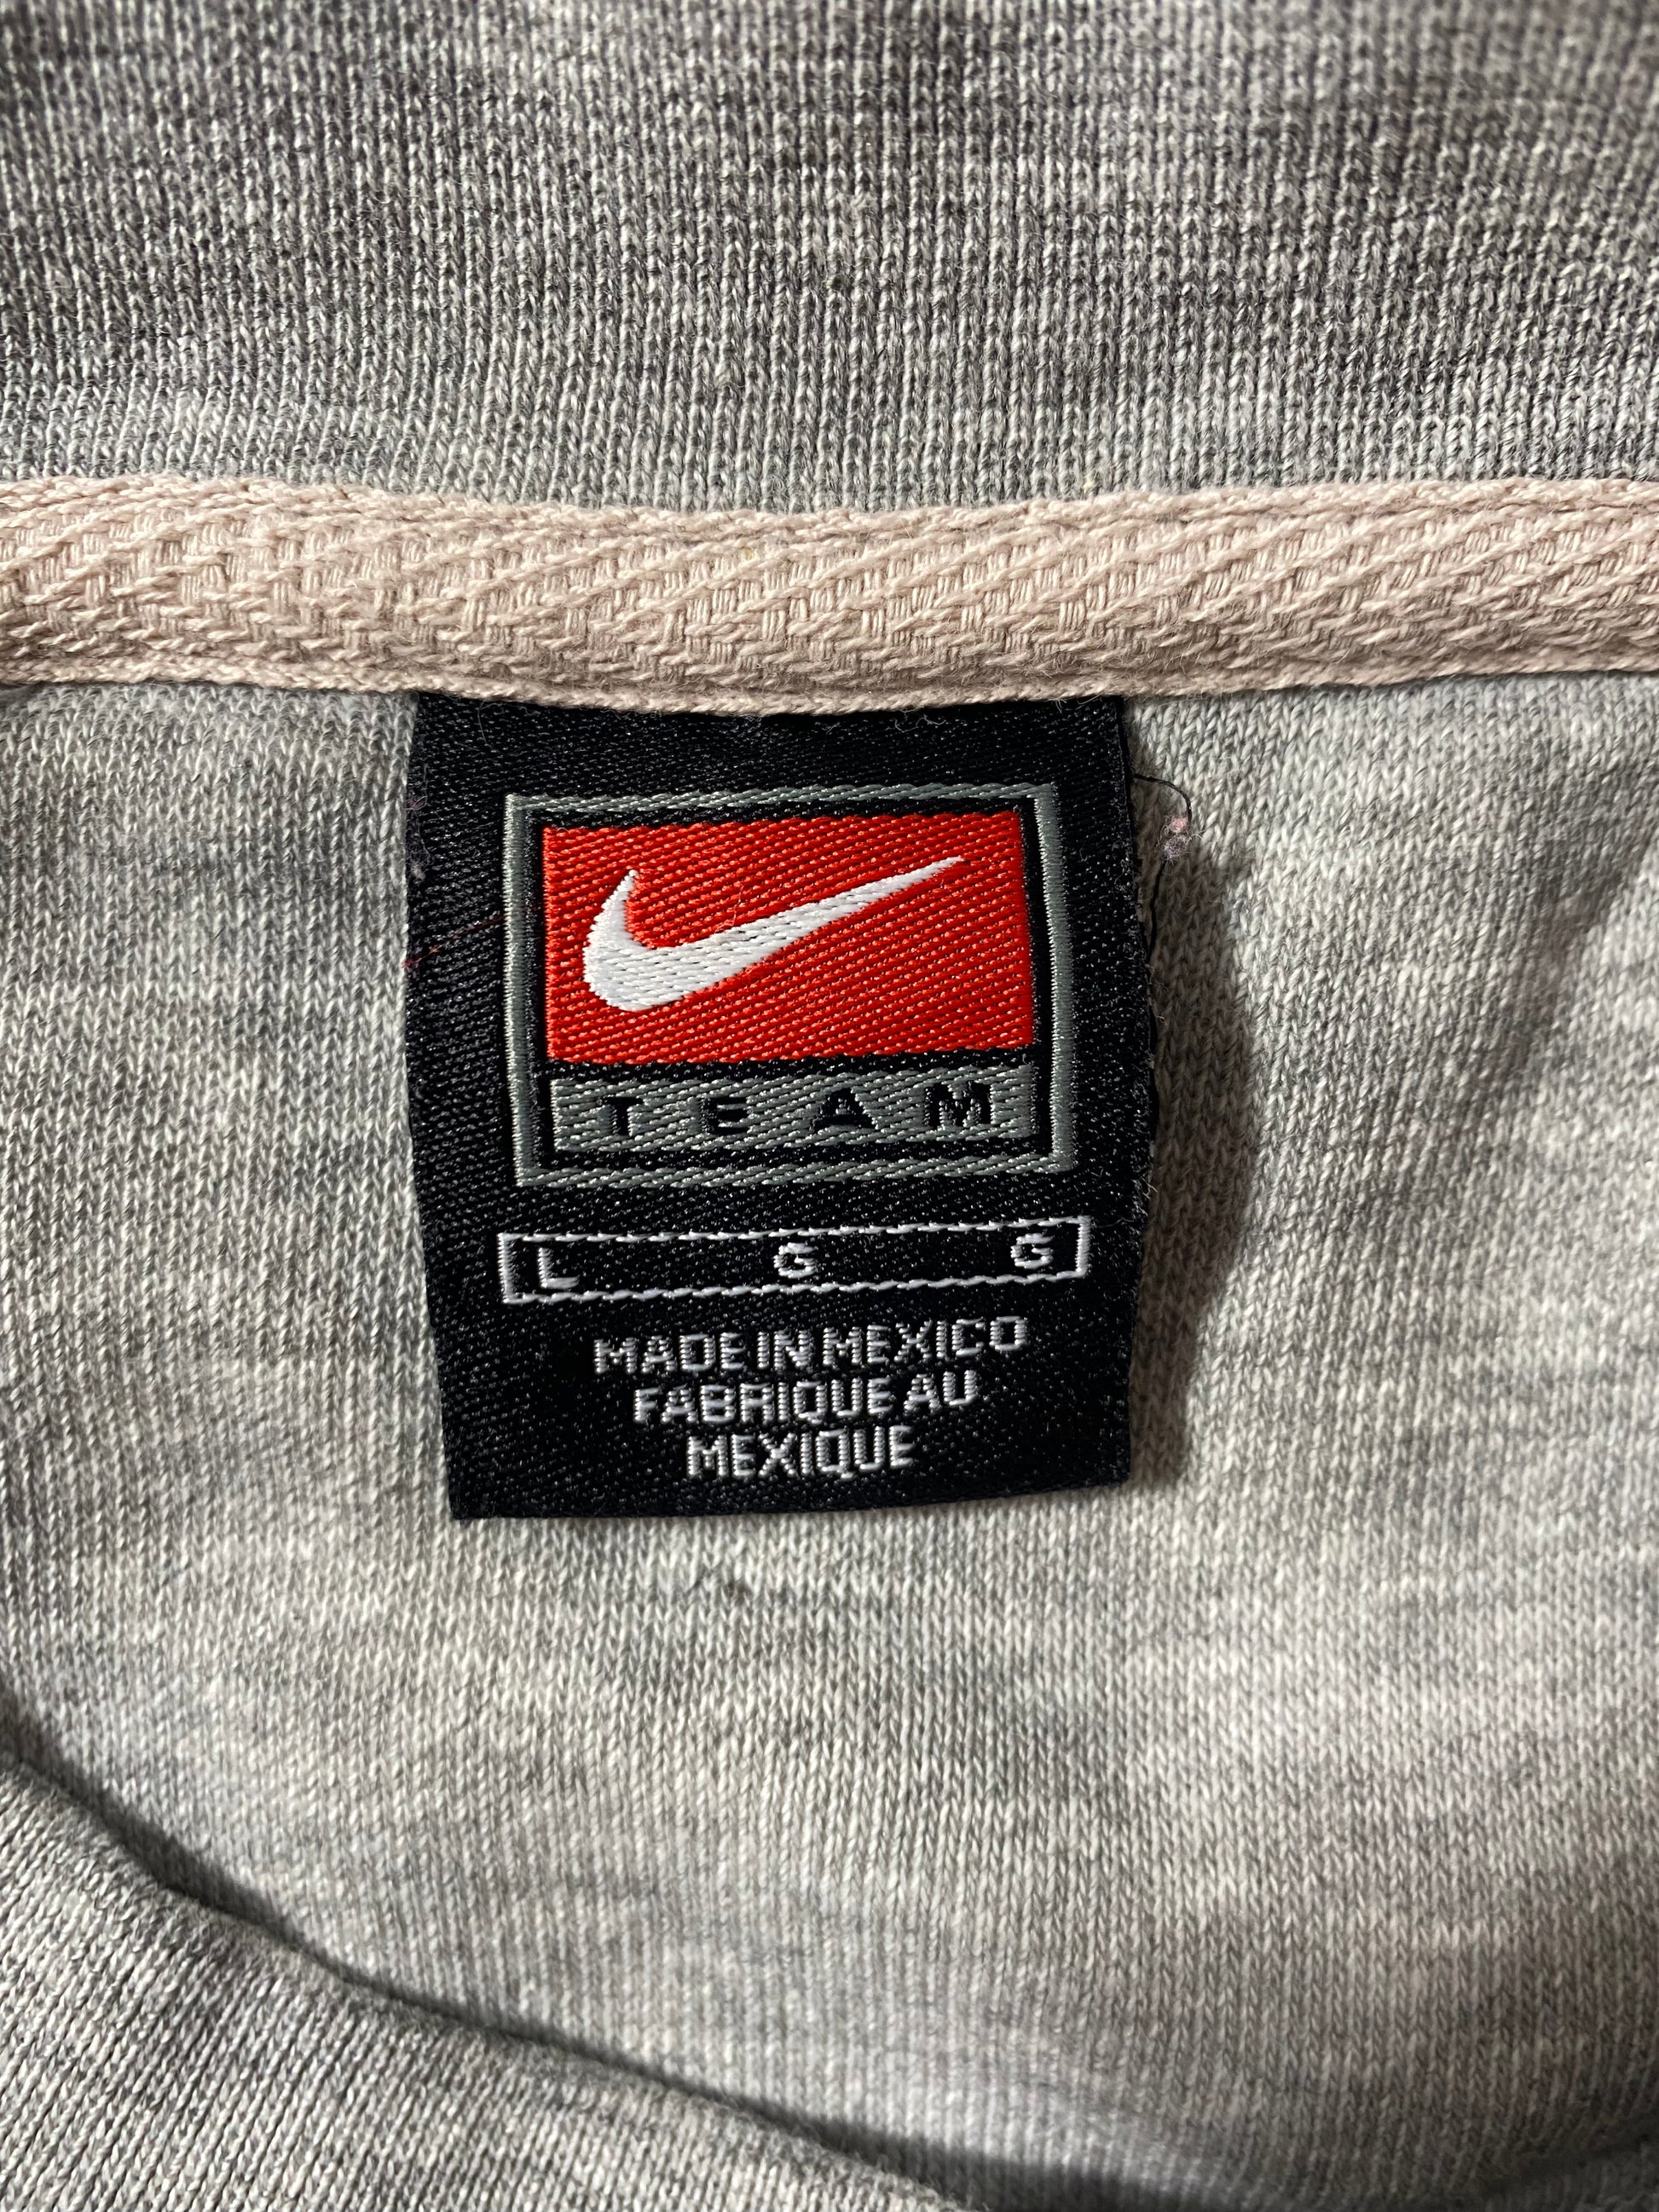 TEAM
L G G
MADE IN MEXICO
FABRIQUE AU
MEXIQUE